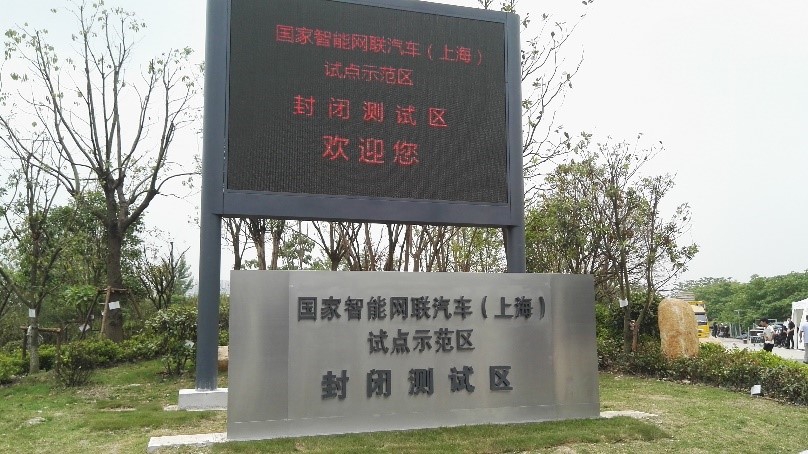 国家智能网联汽车（上海）
试点示范区
封闭测试区
欢迎您
国家智能网联汽车（上海）
试点示范区
封闭测试区